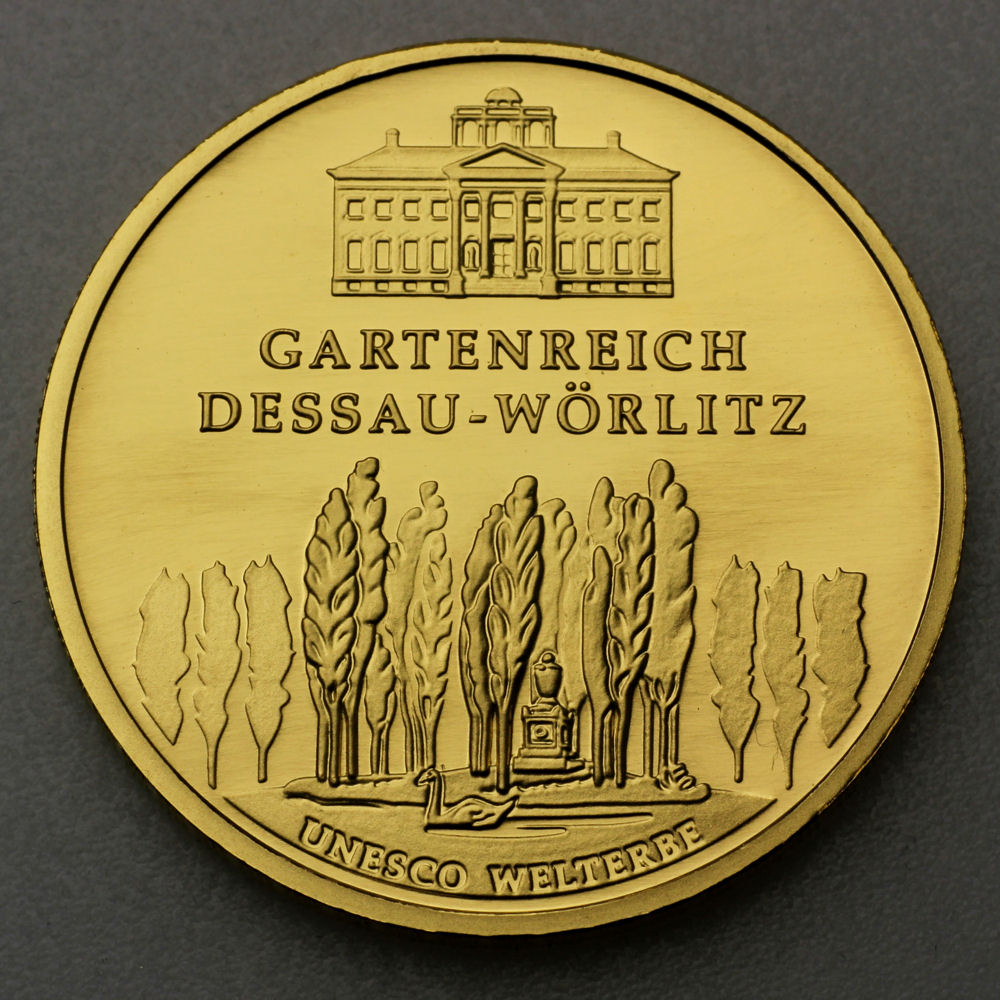 GARTENREICH
DESSAU-WÖRLITZ
UNESCO WELTERBE